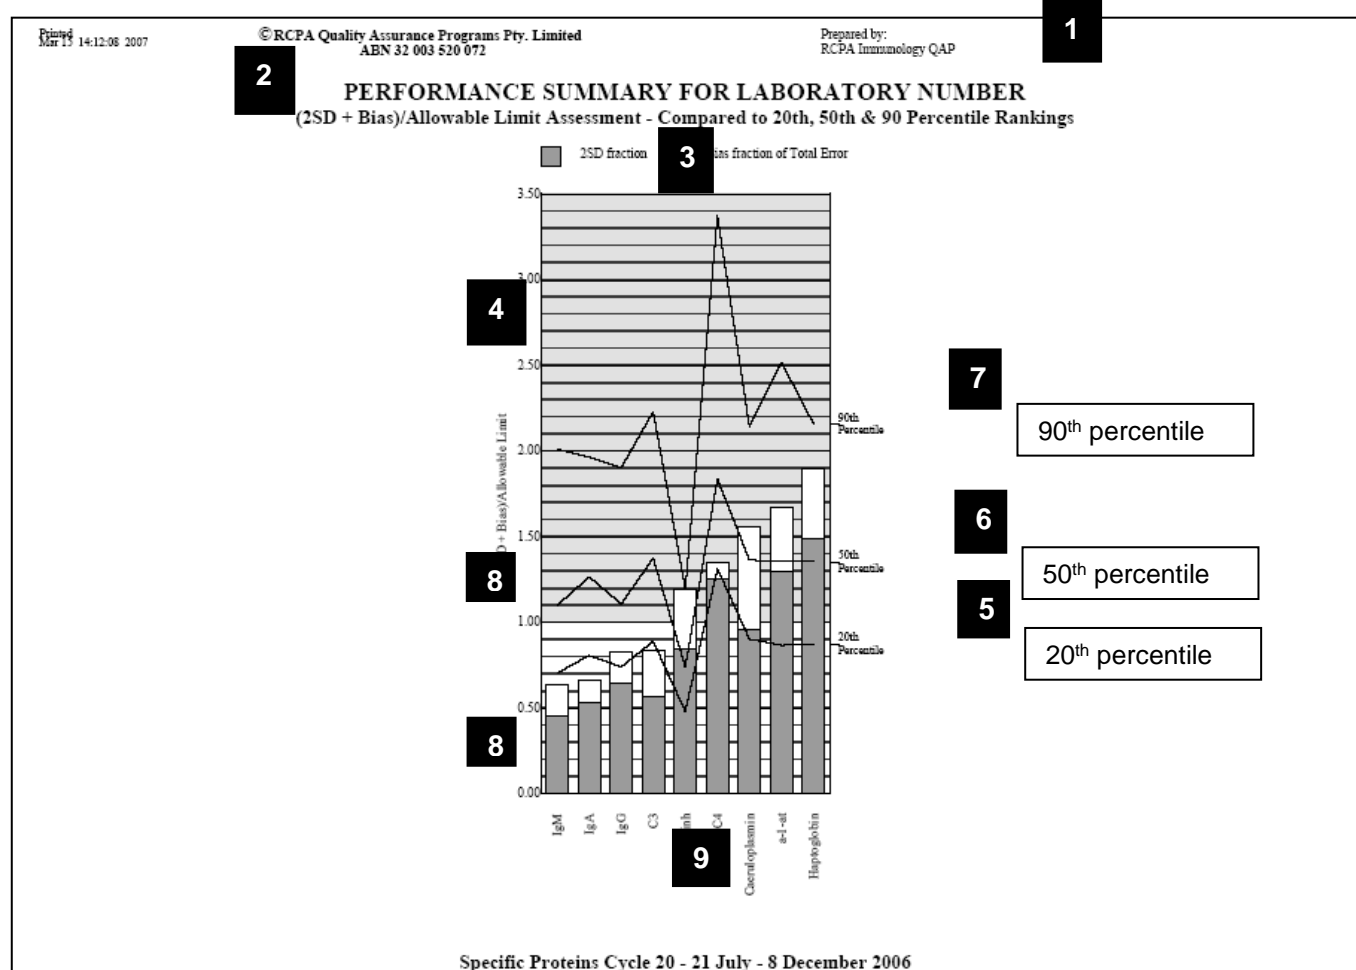 1
Printed
Mar 15 14:12:08 2007
©RCPA Quality Assurance Programs Pty. Limited
ABN 32 003 520 072
Prepared by:
RCPA Immunology QAP
2
PERFORMANCE SUMMARY FOR LABORATORY NUMBER
(2SD + Bias)/Allowable Limit Assessment - Compared to 20th, 50th & 90 Percentile Rankings
2SD fraction
3
fraction of Total Error
3.50
3.00
4
2.50
7
90th
Percentile
90th percentile
2.00
+ Bias)/Allowable Limit
6
1.50
50th
Percentile
8
50th percentile
5
1.00
20th
Percentile
20th percentile
0.50
8
0.00
IgM
IgA
IgG
C3
inh
C4
Caeruloplasmin
a-1-at
Haptoglobin
9
Specific Proteins Cycle 20 - 21 July - 8 December 2006